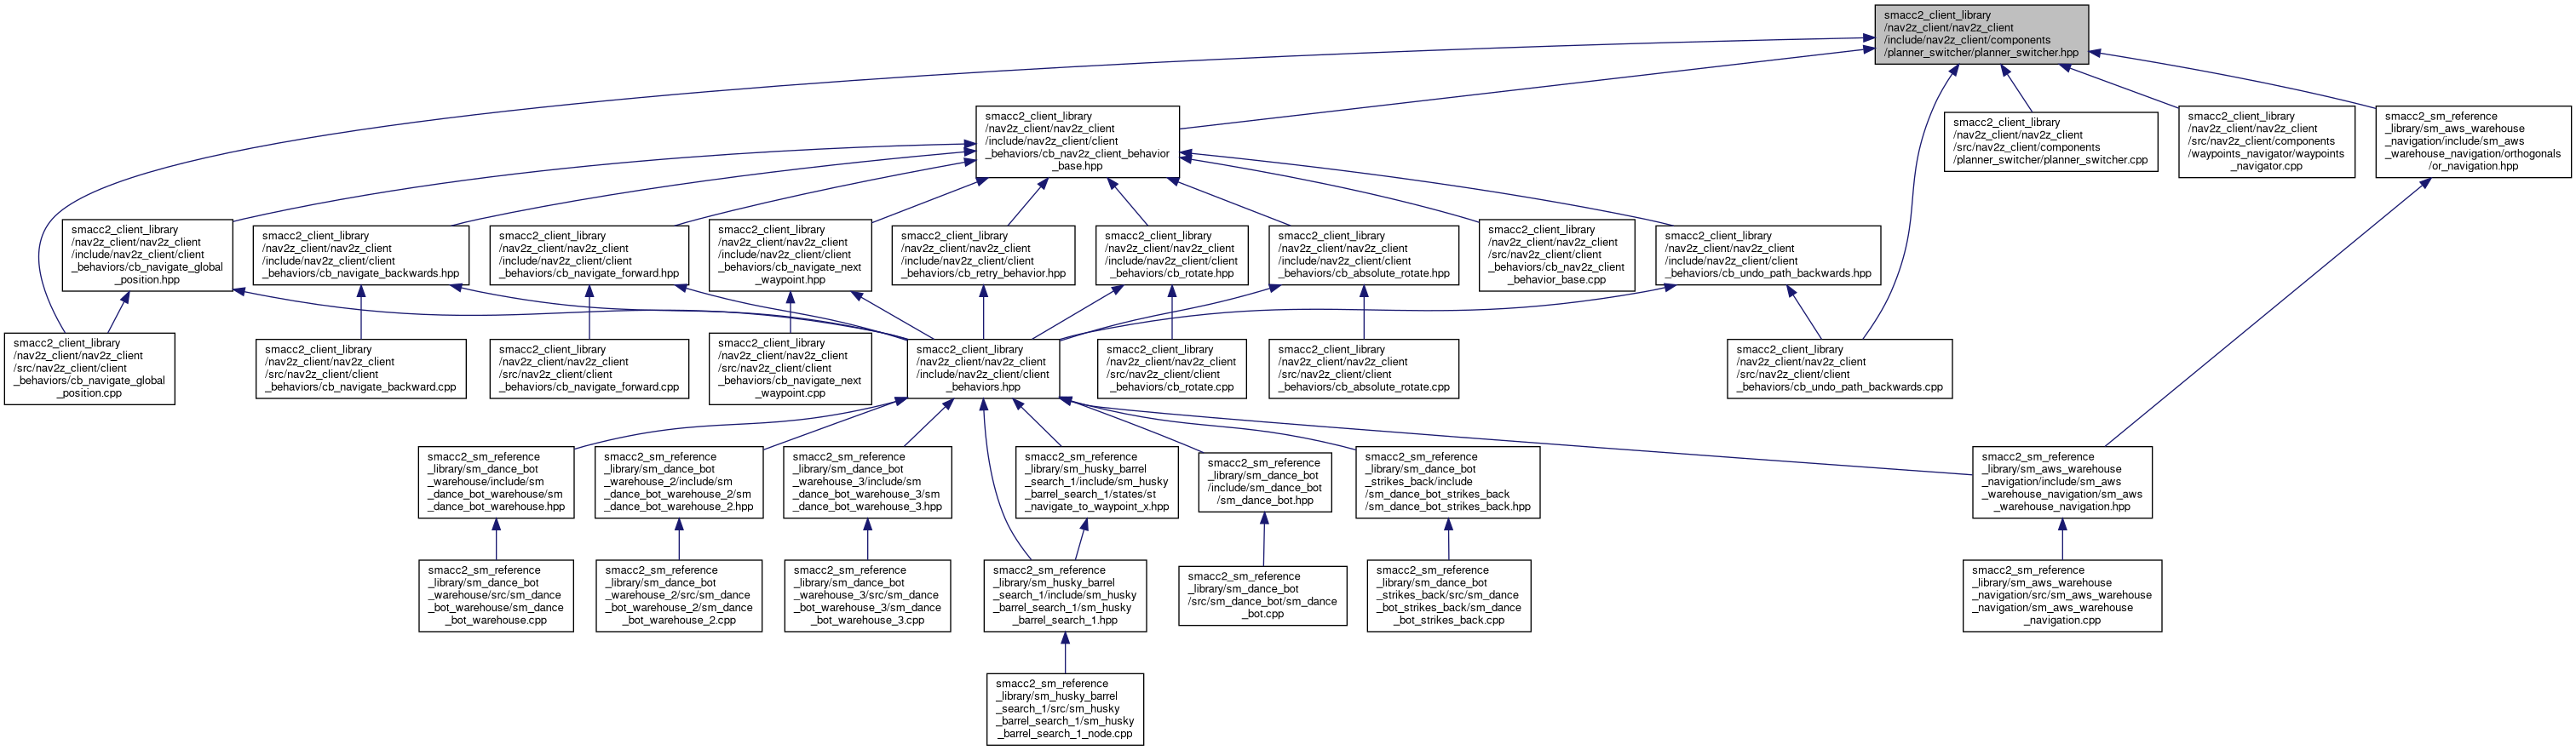 smacc2_client_library
/nav2z_client/nav2z_client
/include/nav2z_client/components
/planner_switcher/planner_switcher.hpp
smacc2_client_library
/nav2z_client/nav2z_client
/include/nav2z_client/client
_behaviors/cb_nav2z_client_behavior
_base.hpp
smacc2_client_library
/nav2z_client/nav2z_client
/src/nav2z_client/components
/planner_switcher/planner_switcher.cpp
smacc2_client_library
/nav2z_client/nav2z_client
/src/nav2z_client/components
/waypoints_navigator/waypoints
_navigator.cpp
smacc2_sm_reference
_library/sm_aws_warehouse
_navigation/include/sm_aws
_warehouse_navigation/orthogonals
/or_navigation.hpp
smacc2_client_library
/nav2z_client/nav2z_client
/include/nav2z_client/client
_behaviors/cb_navigate_global
_position.hpp
smacc2_client_library
/nav2z_client/nav2z_client
/include/nav2z_client/client
_behaviors/cb_navigate_backwards.hpp
smacc2_client_library
/nav2z_client/nav2z_client
/include/nav2z_client/client
_behaviors/cb_navigate_forward.hpp
smacc2_client_library
/nav2z_client/nav2z_client
/include/nav2z_client/client
_behaviors/cb_navigate_next
_waypoint.hpp
smacc2_client_library
/nav2z_client/nav2z_client
/include/nav2z_client/client
_behaviors/cb_retry_behavior.hpp
smacc2_client_library
/nav2z_client/nav2z_client
/include/nav2z_client/client
_behaviors/cb_rotate.hpp
smacc2_client_library
/nav2z_client/nav2z_client
/include/nav2z_client/client
_behaviors/cb_absolute_rotate.hpp
smacc2_client_library
/nav2z_client/nav2z_client
/src/nav2z_client/client
_behaviors/cb_nav2z_client
_behavior_base.cpp
smacc2_client_library
/nav2z_client/nav2z_client
/include/nav2z_client/client
_behaviors/cb_undo_path_backwards.hpp
smacc2_client_library
/nav2z_client/nav2z_client
/src/nav2z_client/client
_behaviors/cb_navigate_global
_position.cpp
smacc2_client_library
/nav2z_client/nav2z_client
/src/nav2z_client/client
_behaviors/cb_navigate_backward.cpp
smacc2_client_library
/nav2z_client/nav2z_client
/src/nav2z_client/client
_behaviors/cb_navigate_forward.cpp
smacc2_client_library
/nav2z_client/nav2z_client
/src/nav2z_client/client
_behaviors/cb_navigate_next
_waypoint.cpp
smacc2_client_library
/nav2z_client/nav2z_client
/include/nav2z_client/client
_behaviors.hpp
smacc2_client_library
/nav2z_client/nav2z_client
/src/nav2z_client/client
_behaviors/cb_rotate.cpp
smacc2_client_library
/nav2z_client/nav2z_client
/src/nav2z_client/client
_behaviors/cb_absolute_rotate.cpp
smacc2_client_library
/nav2z_client/nav2z_client
/src/nav2z_client/client
_behaviors/cb_undo_path_backwards.cpp
smacc2_sm_reference
_library/sm_dance_bot
_warehouse/include/sm
_dance_bot_warehouse/sm
_dance_bot_warehouse.hpp
smacc2_sm_reference
_library/sm_dance_bot
_warehouse_2/include/sm
_dance_bot_warehouse_2/sm
_dance_bot_warehouse_2.hpp
smacc2_sm_reference
_library/sm_dance_bot
_warehouse_3/include/sm
_dance_bot_warehouse_3/sm
_dance_bot_warehouse_3.hpp
smacc2_sm_reference
_library/sm_husky_barrel
_search_1/include/sm_husky
_barrel_search_1/states/st
_navigate_to_waypoint_x.hpp
smacc2_sm_reference
_library/sm_dance_bot
/include/sm_dance_bot
/sm_dance_bot.hpp
smacc2_sm_reference
_library/sm_dance_bot
_strikes_back/include
/sm_dance_bot_strikes_back
/sm_dance_bot_strikes_back.hpp
smacc2_sm_reference
_library/sm_aws_warehouse
_navigation/include/sm_aws
_warehouse_navigation/sm_aws
_warehouse_navigation.hpp
smacc2_sm_reference
_library/sm_dance_bot
_warehouse/src/sm_dance
_bot_warehouse/sm_dance
_bot_warehouse.cpp
smacc2_sm_reference
_library/sm_dance_bot
_warehouse_2/src/sm_dance
_bot_warehouse_2/sm_dance
_bot_warehouse_2.cpp
smacc2_sm_reference
_library/sm_dance_bot
_warehouse_3/src/sm_dance
_bot_warehouse_3/sm_dance
_bot_warehouse_3.cpp
smacc2_sm_reference
_library/sm_husky_barrel
_search_1/include/sm_husky
_barrel_search_1/sm_husky
_barrel_search_1.hpp
smacc2_sm_reference
_library/sm_dance_bot
/src/sm_dance_bot/sm_dance
_bot.cpp
smacc2_sm_reference
_library/sm_dance_bot
_strikes_back/src/sm_dance
_bot_strikes_back/sm_dance
_bot_strikes_back.cpp
smacc2_sm_reference
_library/sm_aws_warehouse
_navigation/src/sm_aws_warehouse
_navigation/sm_aws_warehouse
_navigation.cpp
smacc2_sm_reference
_library/sm_husky_barrel
_search_1/src/sm_husky
_barrel_search_1/sm_husky
_barrel_search_1_node.cpp